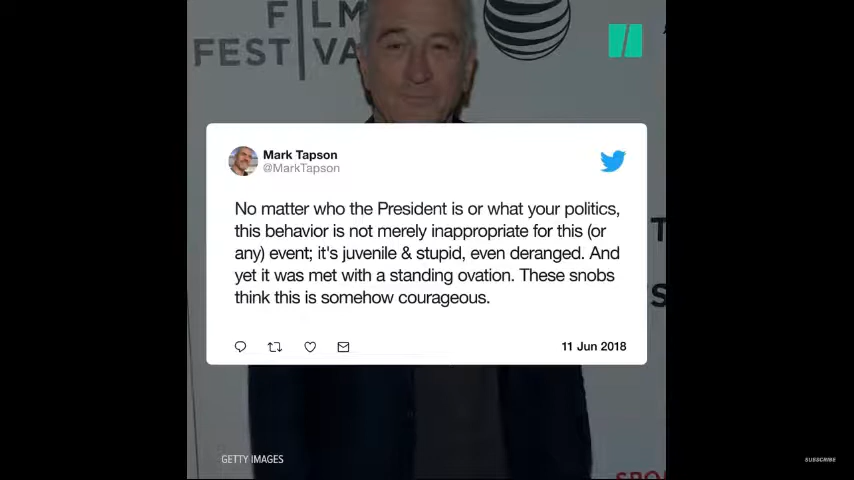 FILM
FEST
IVA
Mark Tapson
@MarkTapson
No matter who the President is or what your politics,
this behavior is not merely inappropriate for this (or
any) event; it's juvenile & stupid, even deranged. And
yet it was met with a standing ovation. These snobs
think this is somehow courageous.
11 Jun 2018
GETTY IMAGES
SUBSCRIBE